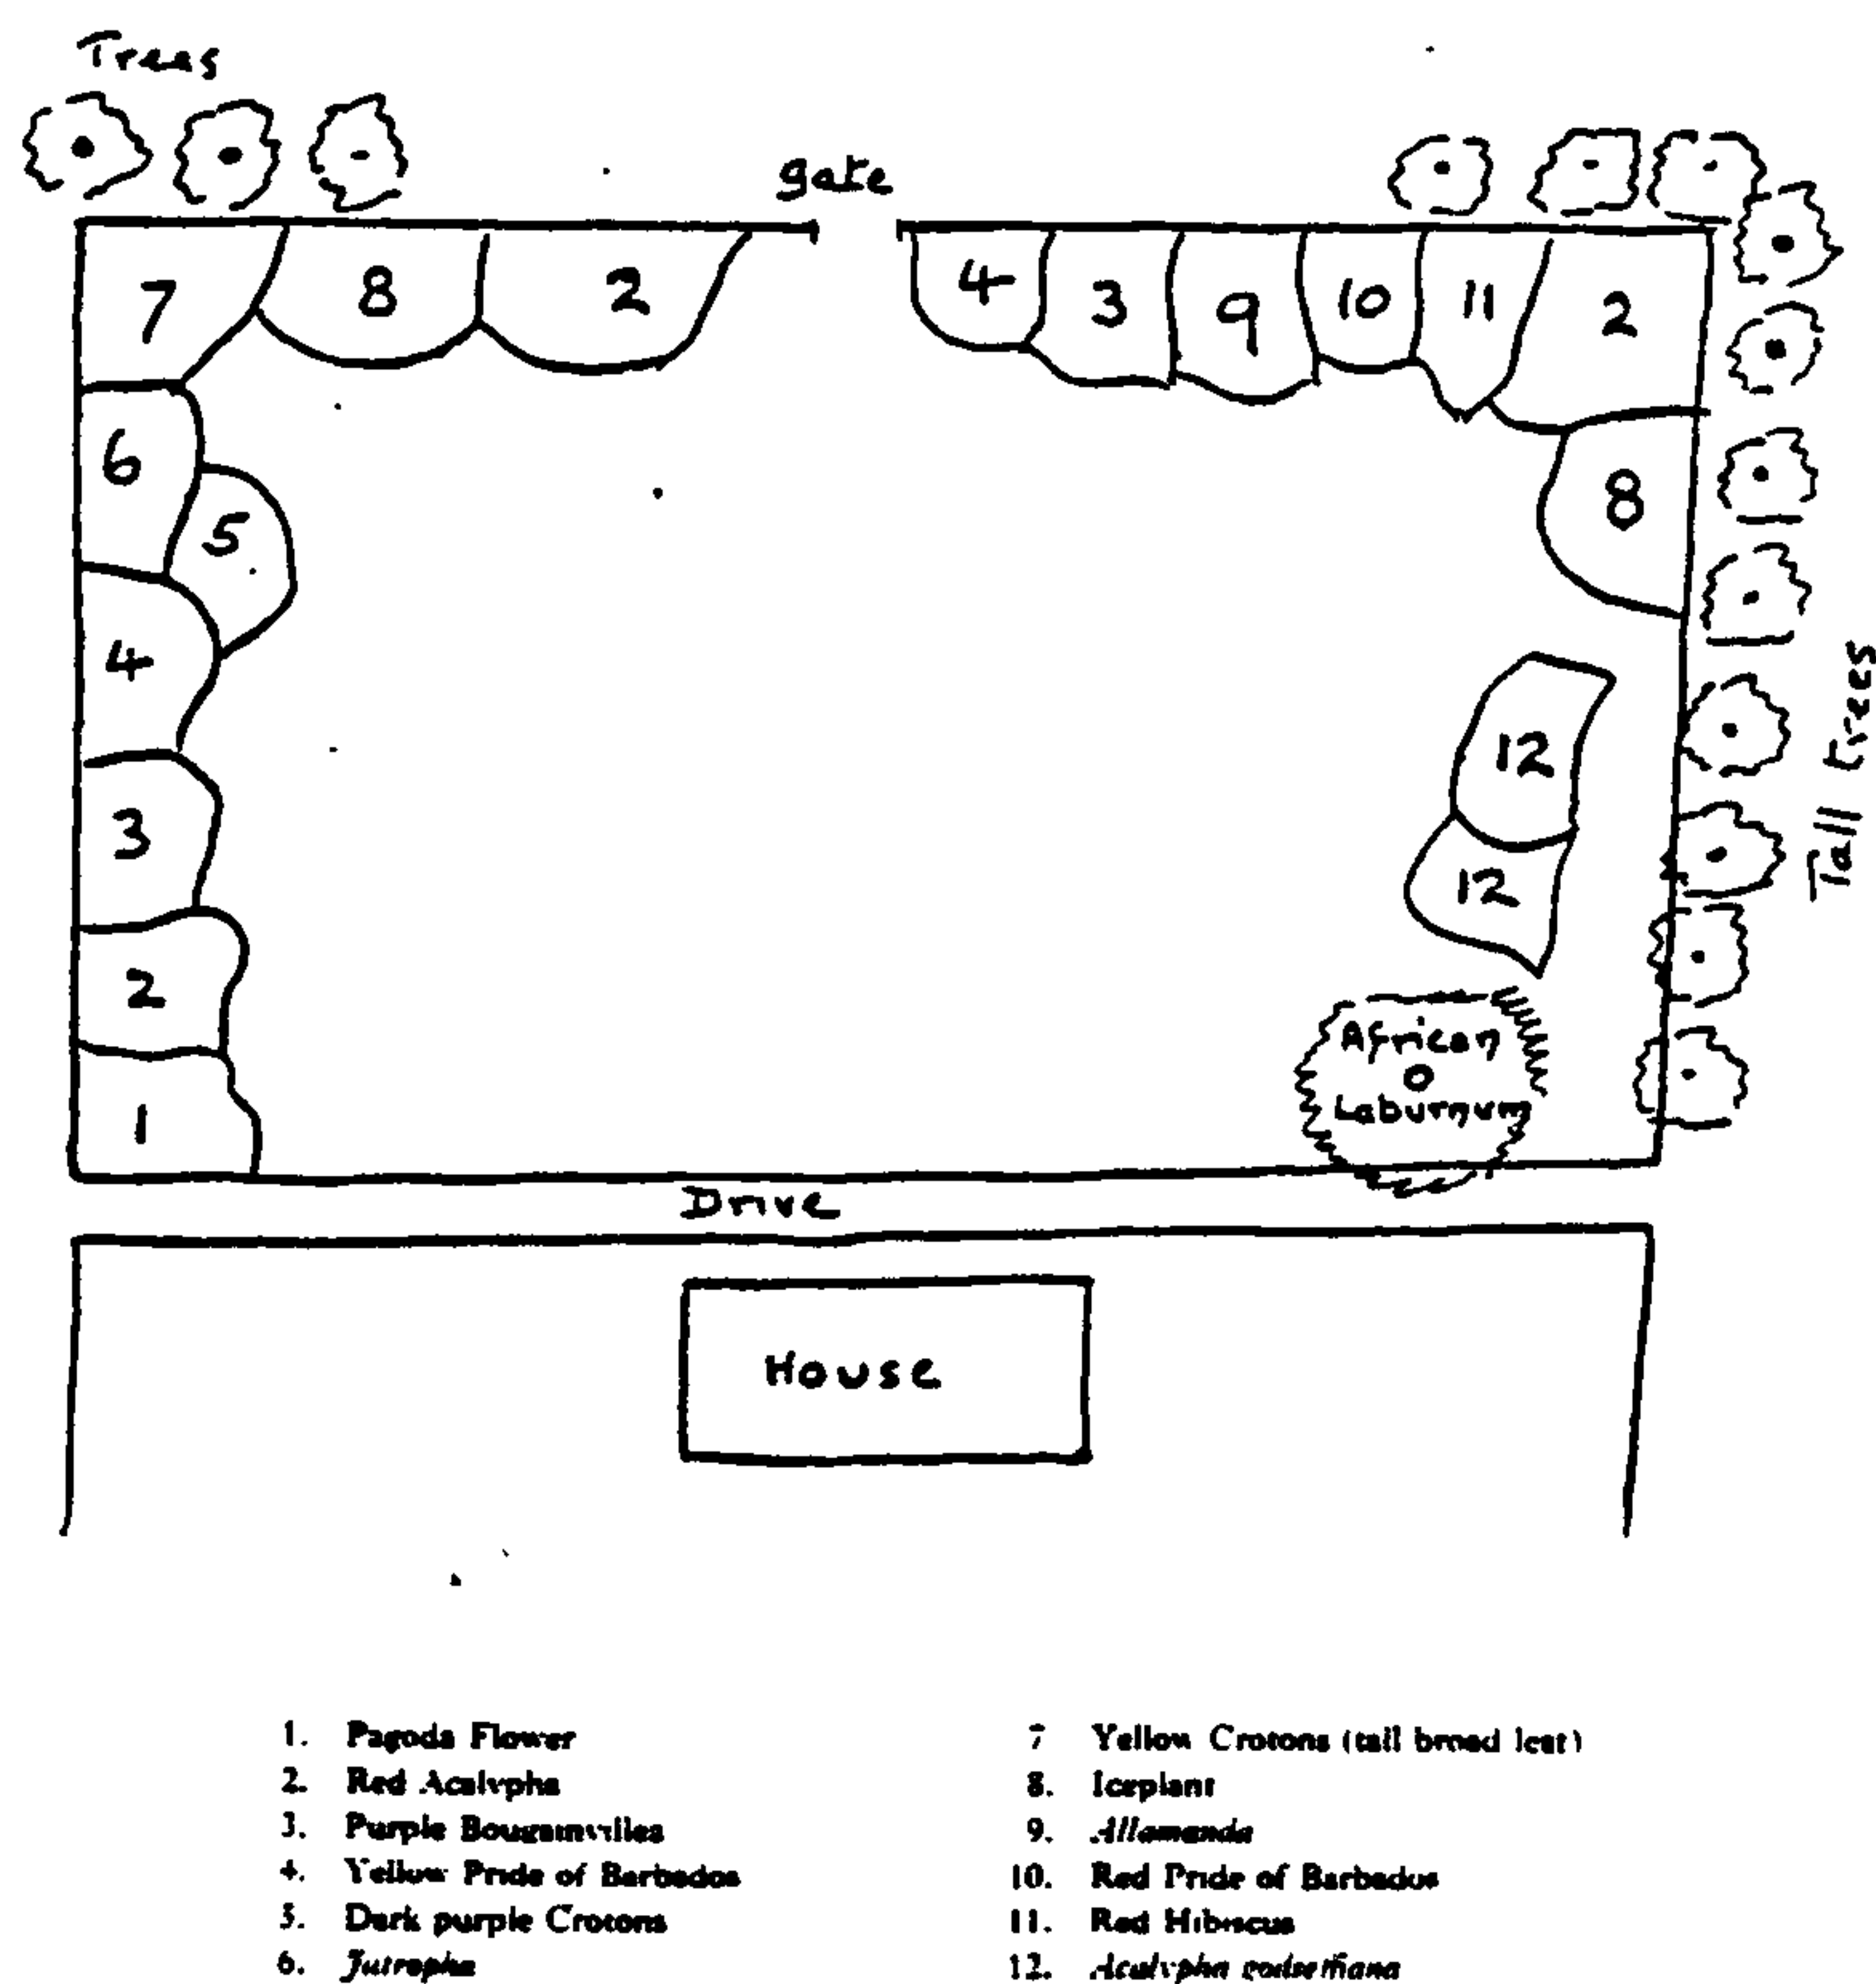 Trees
gate
7 8 2 4 3 9 10 11 2
6
5
8
4
12
3
12
2
African
Laburnum
1
Tall trees
Drive
House
1. Pagoda Flower
2. Red Acalypha
3. Purple Bougainvillea
4. Yellow Pride of Barbados
5. Dark purple Crotons
6. Jatropha
7 Yellow Crotons (tall broad leaf)
8. Iceplant
9. Allamanda
10. Red Pride of Barbados
11. Red Hibiscus
12. Acalypha